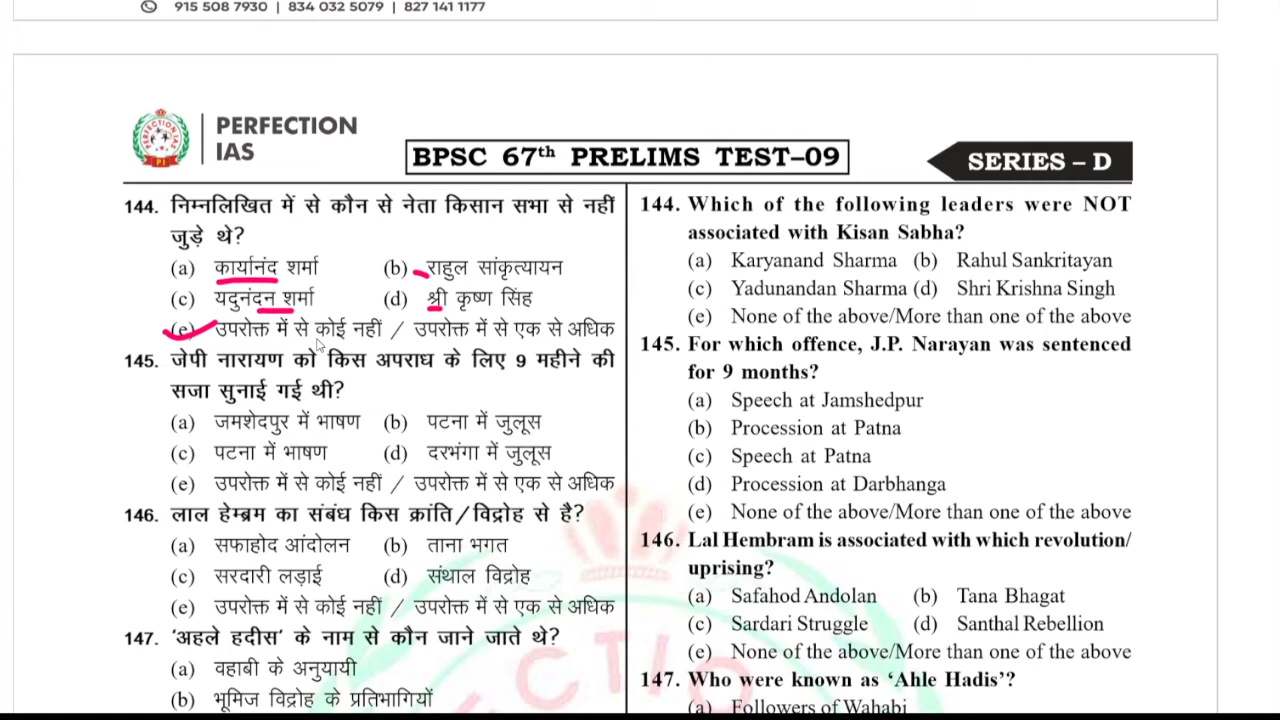 915 508 7930 | 834 032 5079 | 827 141 1177
PERFECTION
IAS
BPSC 67th PRELIMS TEST–09
SERIES – D
144. निम्नलिखित में से कौन से नेता किसान सभा से नहीं
जुड़े थे?
(a) कार्यानंद शर्मा (b) राहुल सांकृत्यायन
(c) यदुनंदन शर्मा (d) श्री कृष्ण सिंह
(e) उपरोक्त में से कोई नहीं / उपरोक्त में से एक से अधिक
145. जेपी नारायण को किस अपराध के लिए 9 महीने की
सजा सुनाई गई थी?
(a) जमशेदपुर में भाषण (b) पटना में जुलूस
(c) पटना में भाषण (d) दरभंगा में जुलूस
(e) उपरोक्त में से कोई नहीं / उपरोक्त में से एक से अधिक
146. लाल हेम्ब्रम का संबंध किस क्रांति/विद्रोह से है?
(a) सफाहोद आंदोलन (b) ताना भगत
(c) सरदारी लड़ाई (d) संथाल विद्रोह
(e) उपरोक्त में से कोई नहीं / उपरोक्त में से एक से अधिक
147. 'अहले हदीस' के नाम से कौन जाने जाते थे?
(a) वहाबी के अनुयायी
(b) भूमिज विद्रोह के प्रतिभागियों
144. Which of the following leaders were NOT
associated with Kisan Sabha?
(a) Karyanand Sharma (b) Rahul Sankritayan
(c) Yadunandan Sharma (d) Shri Krishna Singh
(e) None of the above/More than one of the above
145. For which offence, J.P. Narayan was sentenced
for 9 months?
(a) Speech at Jamshedpur
(b) Procession at Patna
(c) Speech at Patna
(d) Procession at Darbhanga
(e) None of the above/More than one of the above
146. Lal Hembram is associated with which revolution/
uprising?
(a) Safahod Andolan (b) Tana Bhagat
(c) Sardari Struggle (d) Santhal Rebellion
(e) None of the above/More than one of the above
147. Who were known as ‘Ahle Hadis’?
(a) Followers of Wahabi